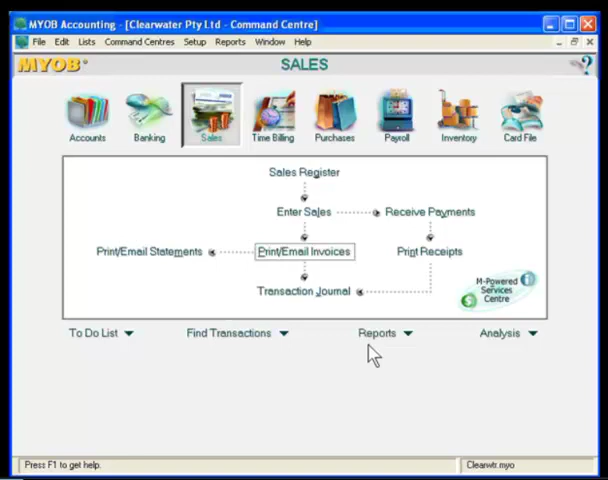 MYOB Accounting - [Clearwater Pty Ltd - Command Centre]
File Edit Lists Command Centres Setup Reports Window Help
MYOB
SALES
Accounts Banking Sales Time Billing Purchases Payroll Inventory Card File
Sales Register
Enter Sales Receive Payments
Print/Email Statements Print/Email Invoices Print Receipts
M-Powered
Services
Centre
Transaction Journal
To Do List Find Transactions Reports Analysis
Press F1 to get help. Clearwtr.myo